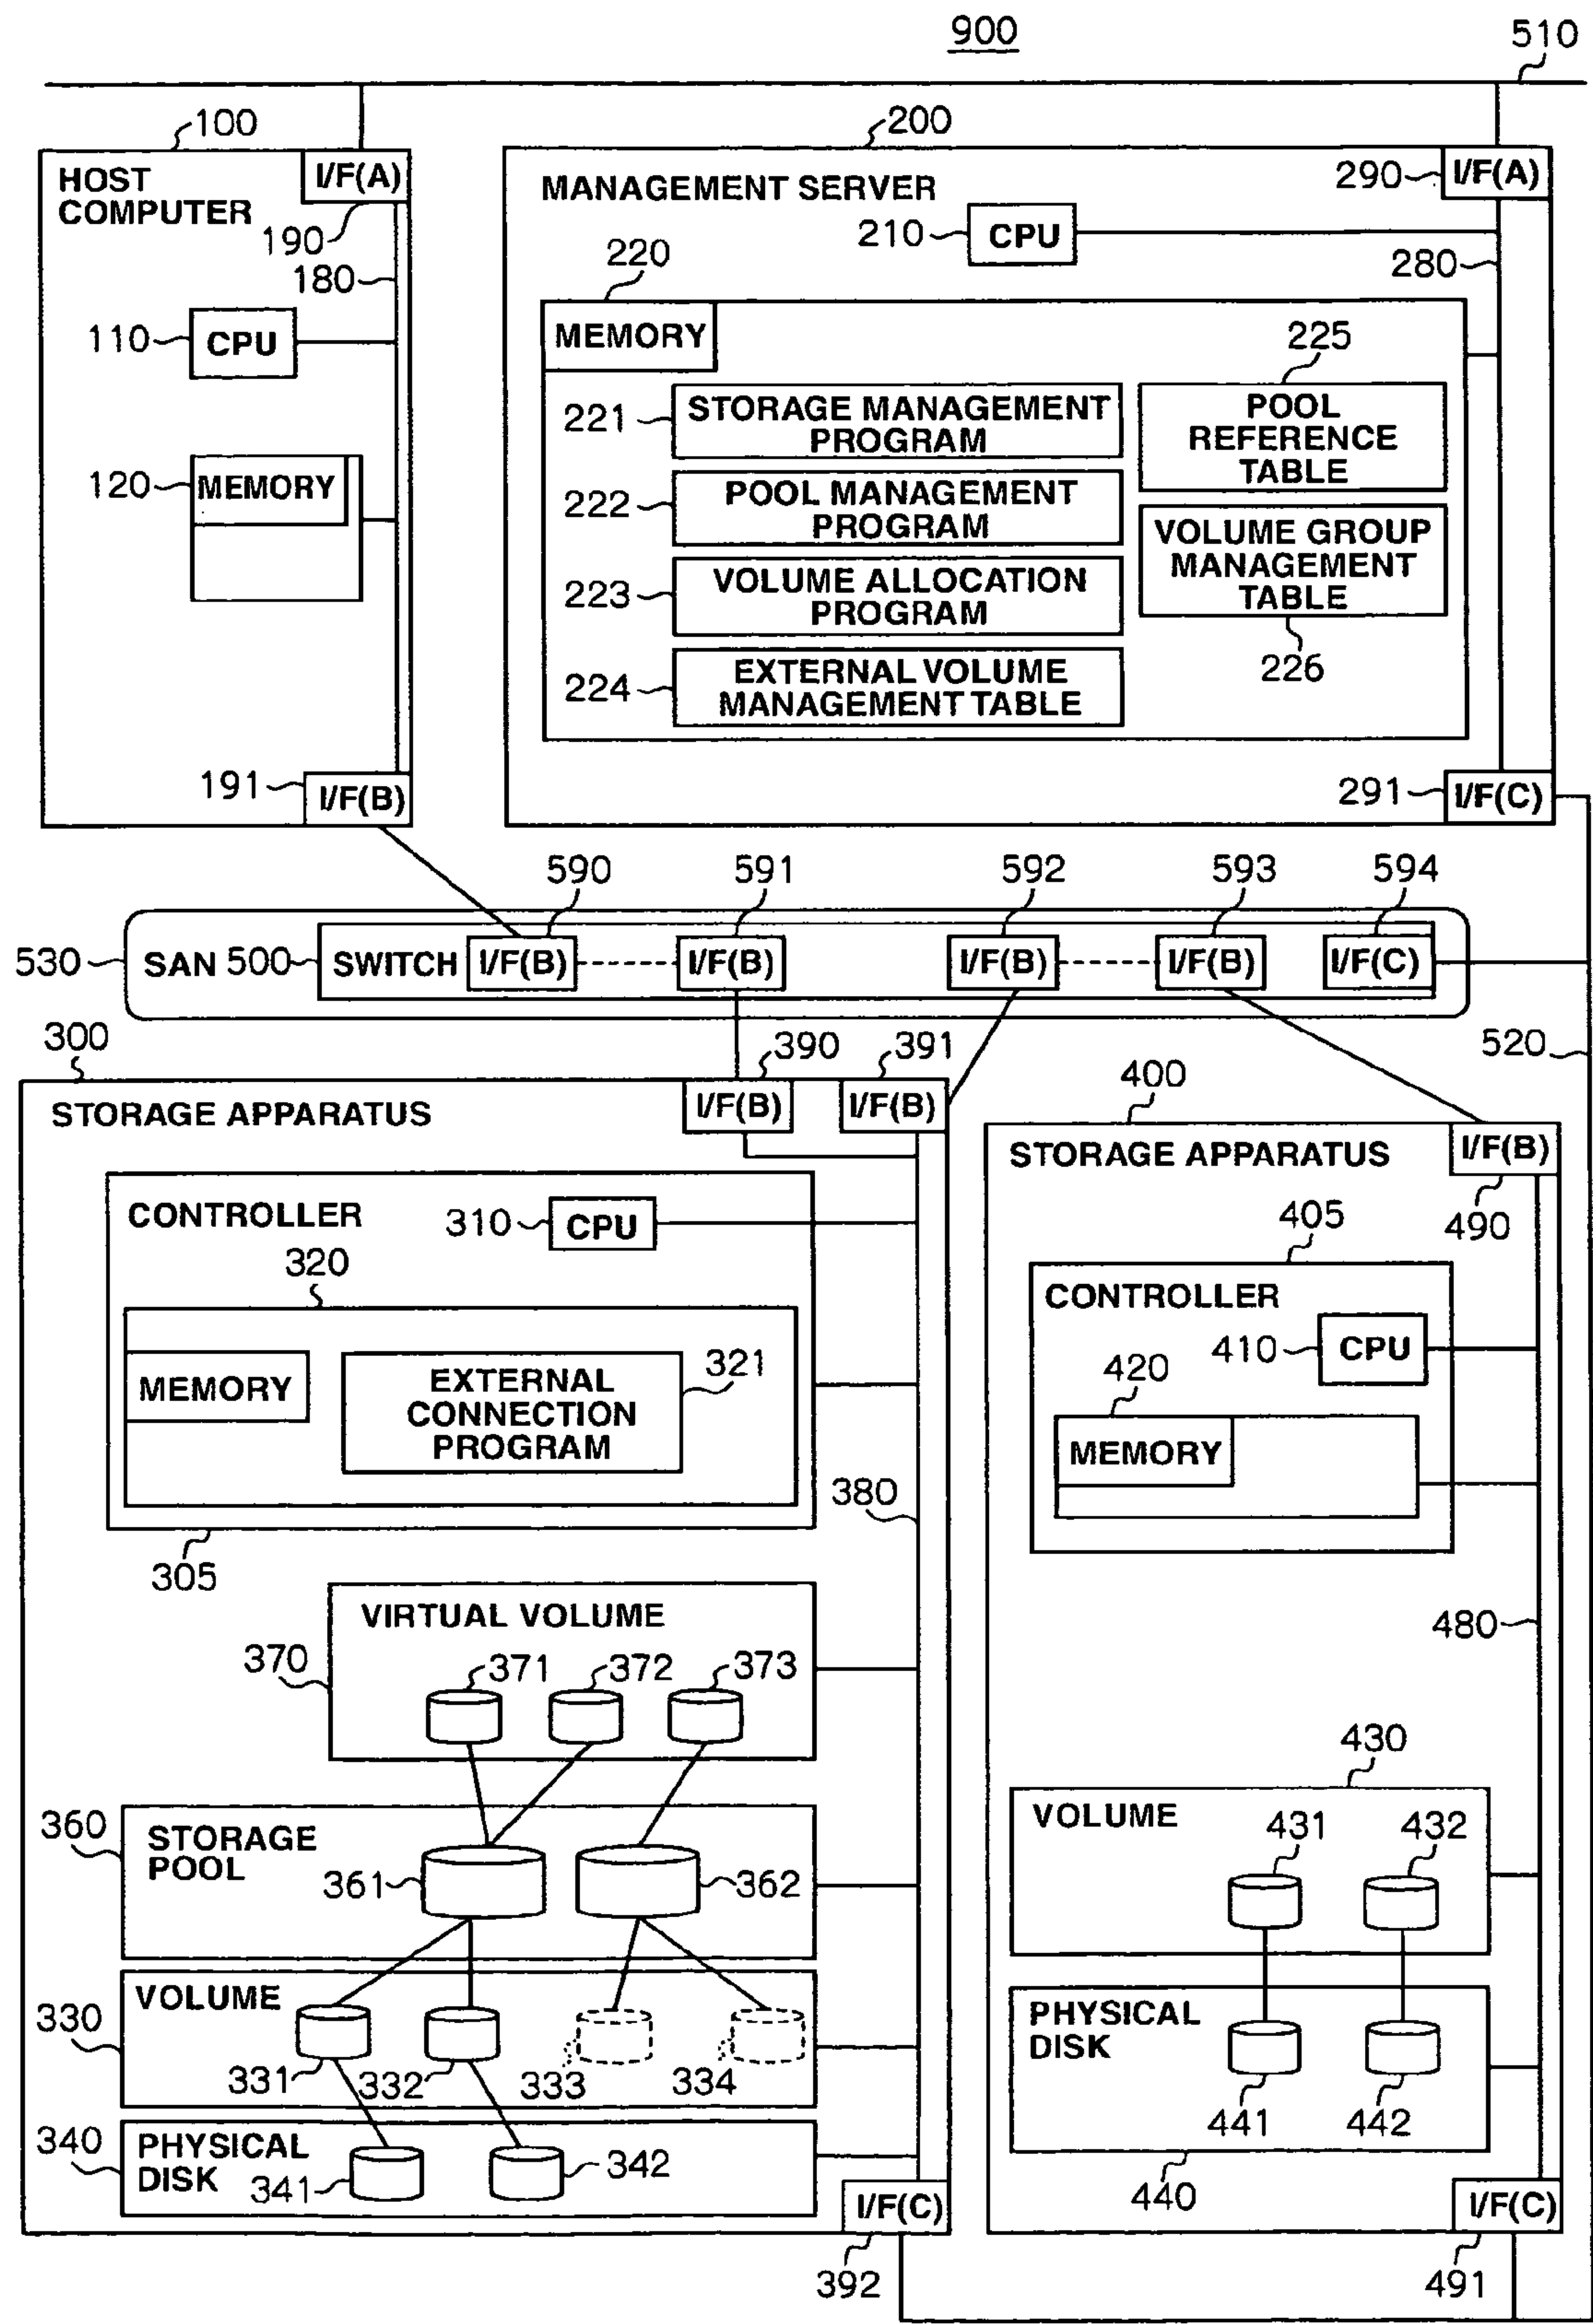 900
510
100
HOST
COMPUTER
I/F(A)
190
180
110
CPU
120
MEMORY
191
I/F(B)
200
MANAGEMENT SERVER
290
I/F(A)
210
CPU
280
220
MEMORY
221
STORAGE MANAGEMENT
PROGRAM
222
POOL MANAGEMENT
PROGRAM
223
VOLUME ALLOCATION
PROGRAM
224
EXTERNAL VOLUME
MANAGEMENT TABLE
225
POOL
REFERENCE
TABLE
VOLUME GROUP
MANAGEMENT
TABLE
226
291
I/F(C)
590
591
592
593
594
530
SAN
500
SWITCH
I/F(B)
I/F(B)
I/F(B)
I/F(B)
I/F(C)
520
300
STORAGE APPARATUS
390
391
I/F(B)
I/F(B)
CONTROLLER
310
CPU
320
MEMORY
EXTERNAL
CONNECTION
PROGRAM
321
305
380
VIRTUAL VOLUME
370
371
372
373
360
STORAGE
POOL
361
362
330
VOLUME
331
332
333
334
340
PHYSICAL
DISK
341
342
I/F(C)
392
400
STORAGE APPARATUS
I/F(B)
490
405
CONTROLLER
410
CPU
420
MEMORY
480
430
VOLUME
431
432
PHYSICAL
DISK
441
442
440
I/F(C)
491